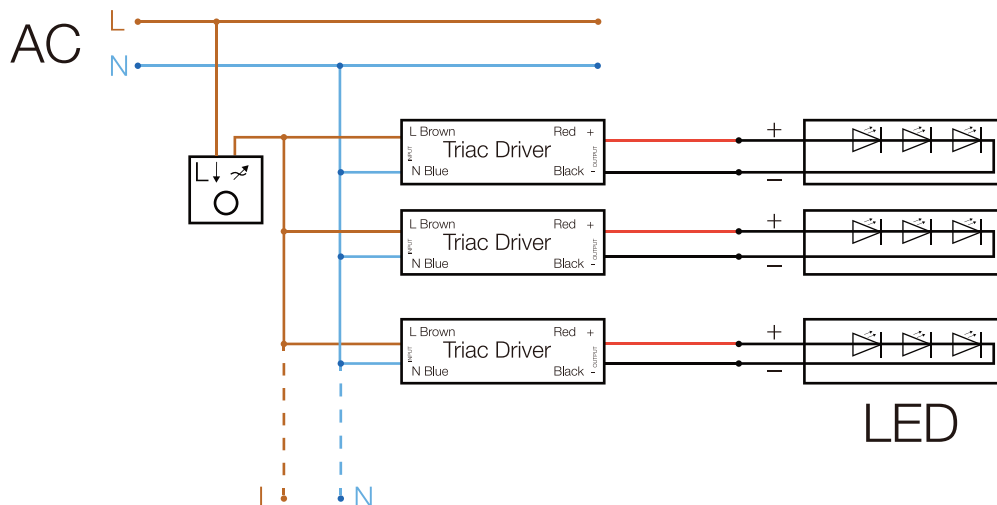 AC
L
N
L
L Brown Red +
INPUT Triac Driver OUTPUT
N Blue Black -
+
−
L Brown Red +
INPUT Triac Driver OUTPUT
N Blue Black -
+
−
L Brown Red +
INPUT Triac Driver OUTPUT
N Blue Black -
+
−
LED
L
N